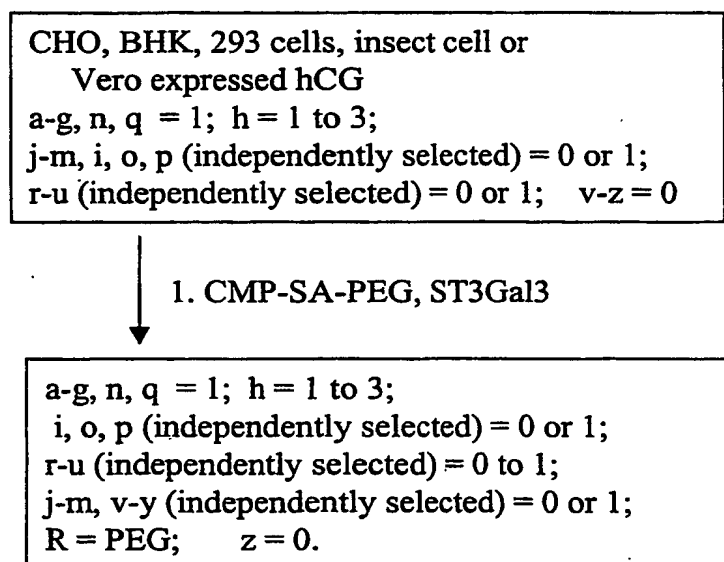 CHO, BHK, 293 cells, insect cell or
Vero expressed hCG
a-g, n, q = 1; h = 1 to 3;
j-m, i, o, p (independently selected) = 0 or 1;
r-u (independently selected) = 0 or 1; v-z = 0
1. CMP-SA-PEG, ST3Gal3
a-g, n, q = 1; h = 1 to 3;
i, o, p (independently selected) = 0 or 1;
r-u (independently selected) = 0 to 1;
j-m, v-y (independently selected) = 0 or 1;
R = PEG; z = 0.